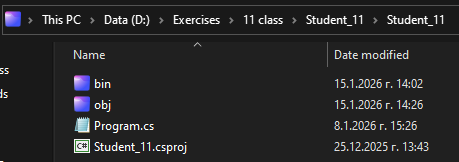 This PC > Data (D:) > Exercises > 11 class > Student_11 > Student_11
Name Date modified
ss
bin 15.1.2026 г. 14:02
ds
obj 15.1.2026 г. 14:26
Program.cs 8.1.2026 г. 15:26
C# Student_11.csproj 25.12.2025 г. 13:43